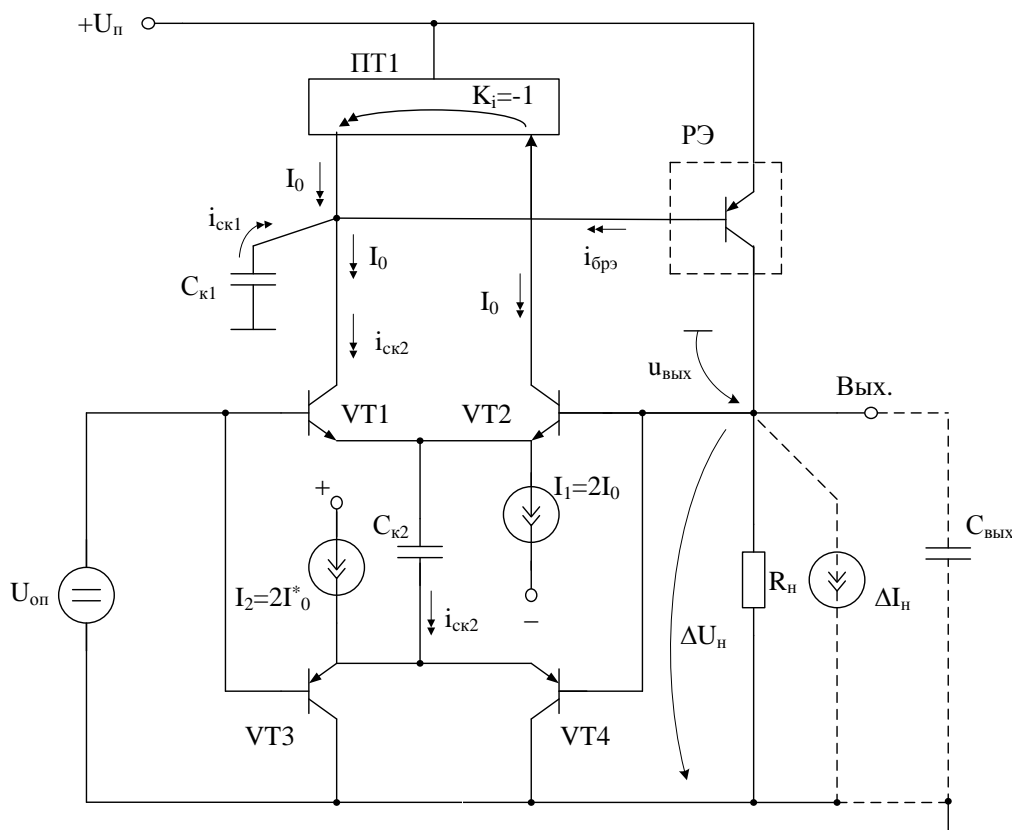 +Uп
ПТ1
Ki=-1
РЭ
I0
iск1
I0
iбрэ
Cк1
I0
iск2
uвых
Вых.
VT1
VT2
+
I1=2I0
Cк2
Cвых
Uоп
I2=2I*0
Rн
ΔIн
iск2
−
ΔUн
VT3
VT4